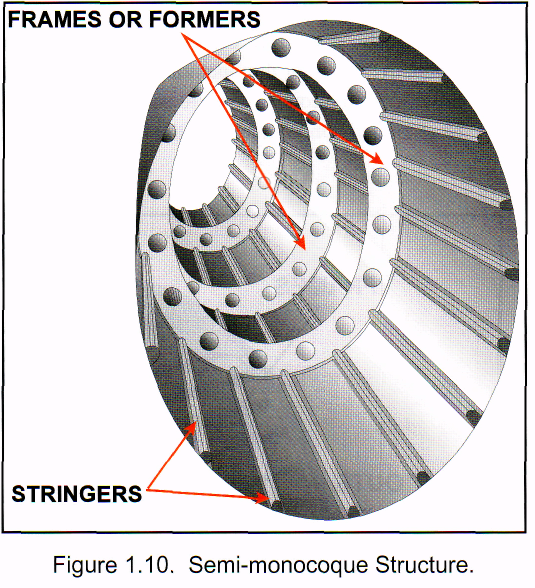 FRAMES OR FORMERS
STRINGERS
Figure 1.10. Semi-monocoque Structure.